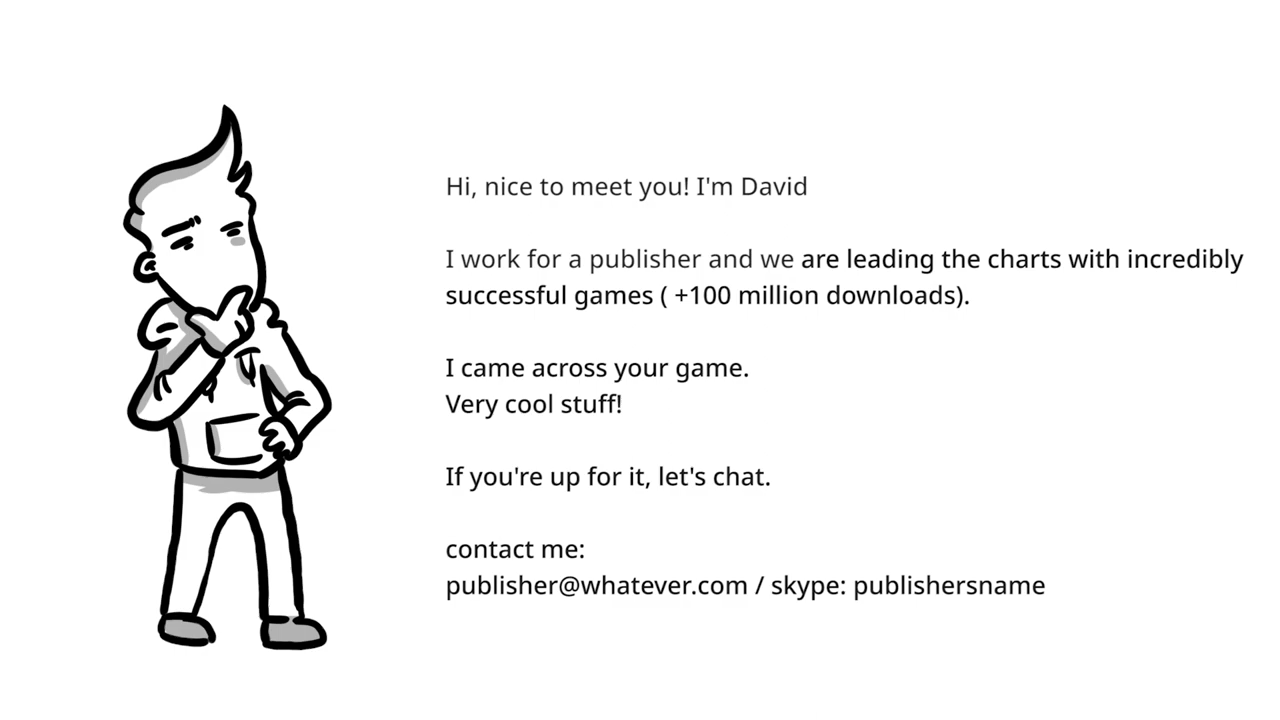 Hi, nice to meet you! I'm David
I work for a publisher and we are leading the charts with incredibly
successful games ( +100 million downloads).
I came across your game.
Very cool stuff!
If you're up for it, let's chat.
contact me:
publisher@whatever.com / skype: publishersname